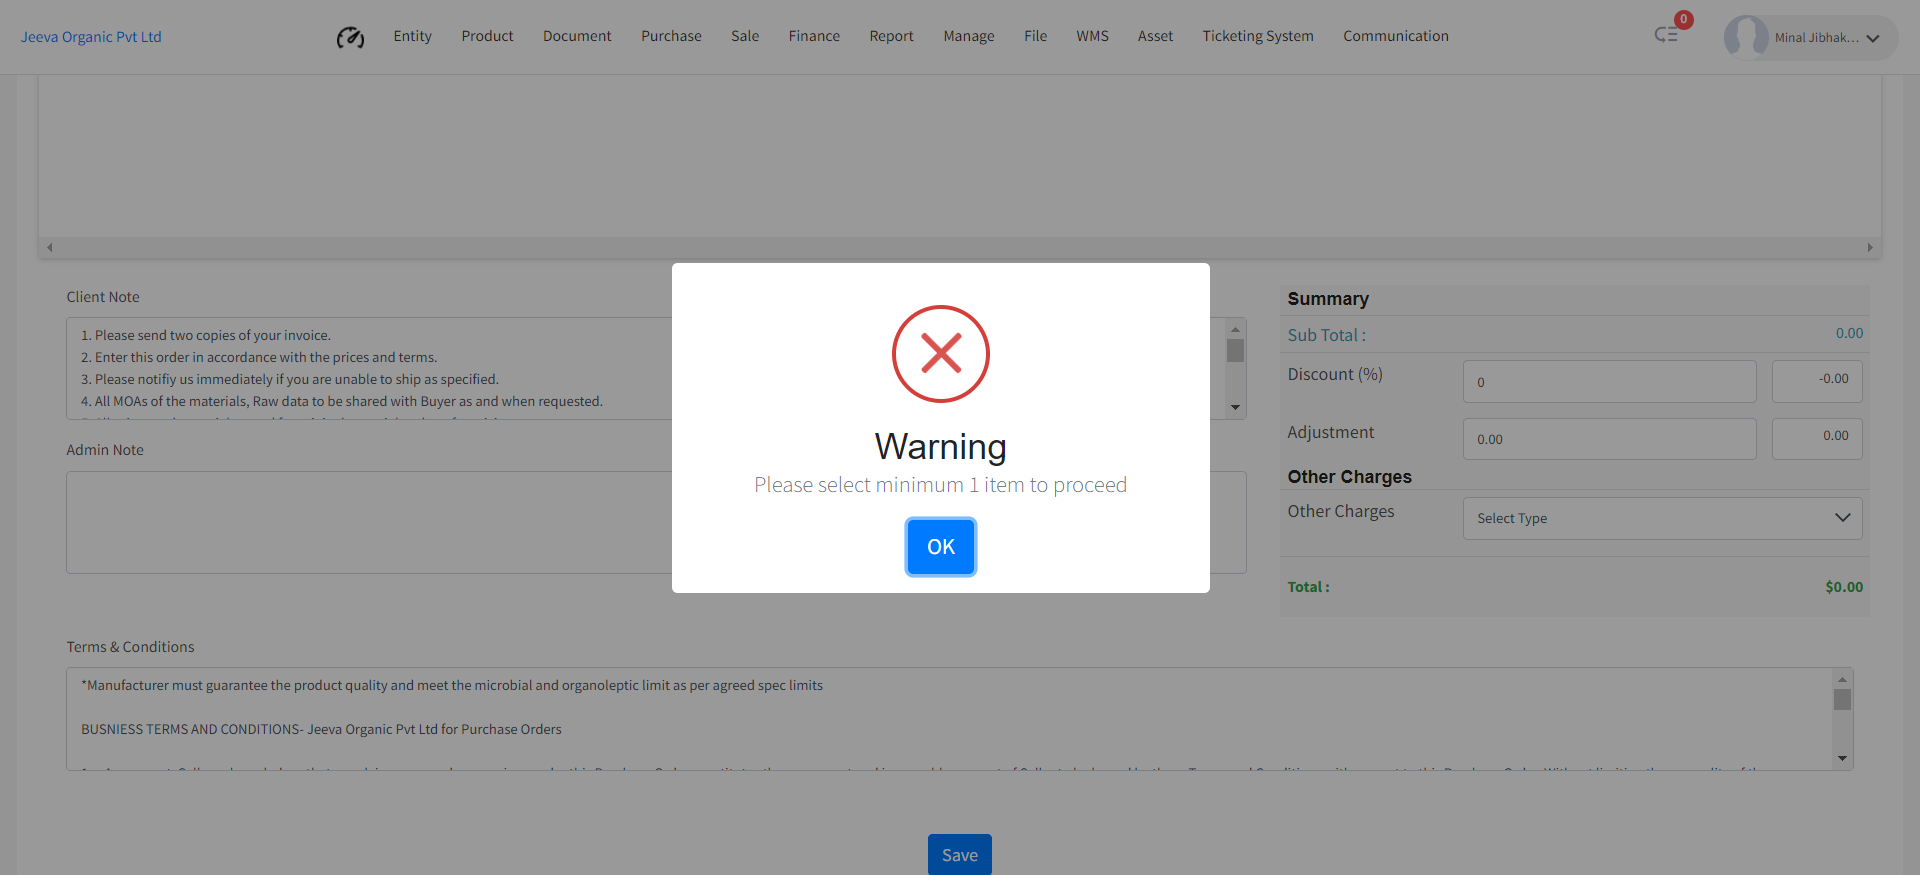 Jeeva Organic Pvt Ltd
Entity Product Document Purchase Sale Finance Report Manage File WMS Asset Ticketing System Communication
0
Minal Jibhak...
Client Note
1. Please send two copies of your invoice.
2. Enter this order in accordance with the prices and terms.
3. Please notifiy us immediately if you are unable to ship as specified.
4. All MOAs of the materials, Raw data to be shared with Buyer as and when requested.
Admin Note
Warning
Please select minimum 1 item to proceed
OK
Summary
Sub Total : 0.00
Discount (%) 0 -0.00
Adjustment 0.00 0.00
Other Charges
Other Charges Select Type
Total : $0.00
Terms & Conditions
*Manufacturer must guarantee the product quality and meet the microbial and organoleptic limit as per agreed spec limits
BUSNIESS TERMS AND CONDITIONS- Jeeva Organic Pvt Ltd for Purchase Orders
Save